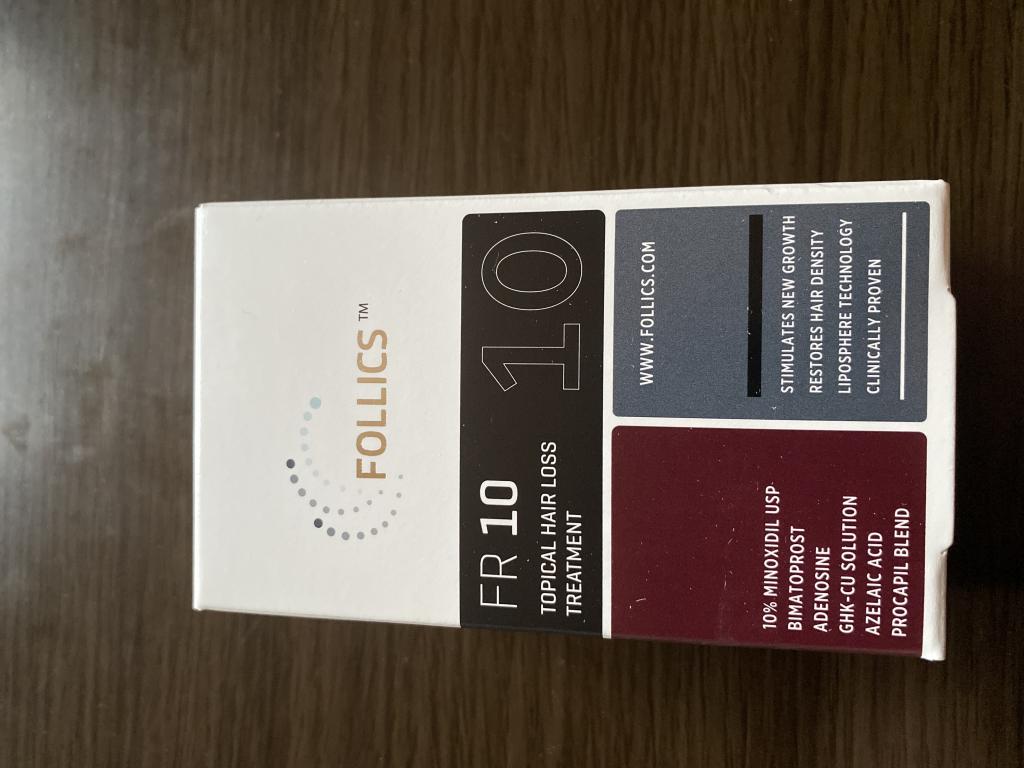 FOLLICS™
FR 10
TOPICAL HAIR LOSS
TREATMENT
10
10% MINOXIDIL USP
BIMATOPROST
ADENOSINE
GHK-CU SOLUTION
AZELAIC ACID
PROCAPIL BLEND
WWW.FOLLICS.COM
STIMULATES NEW GROWTH
RESTORES HAIR DENSITY
LIPOSPHERE TECHNOLOGY
CLINICALLY PROVEN